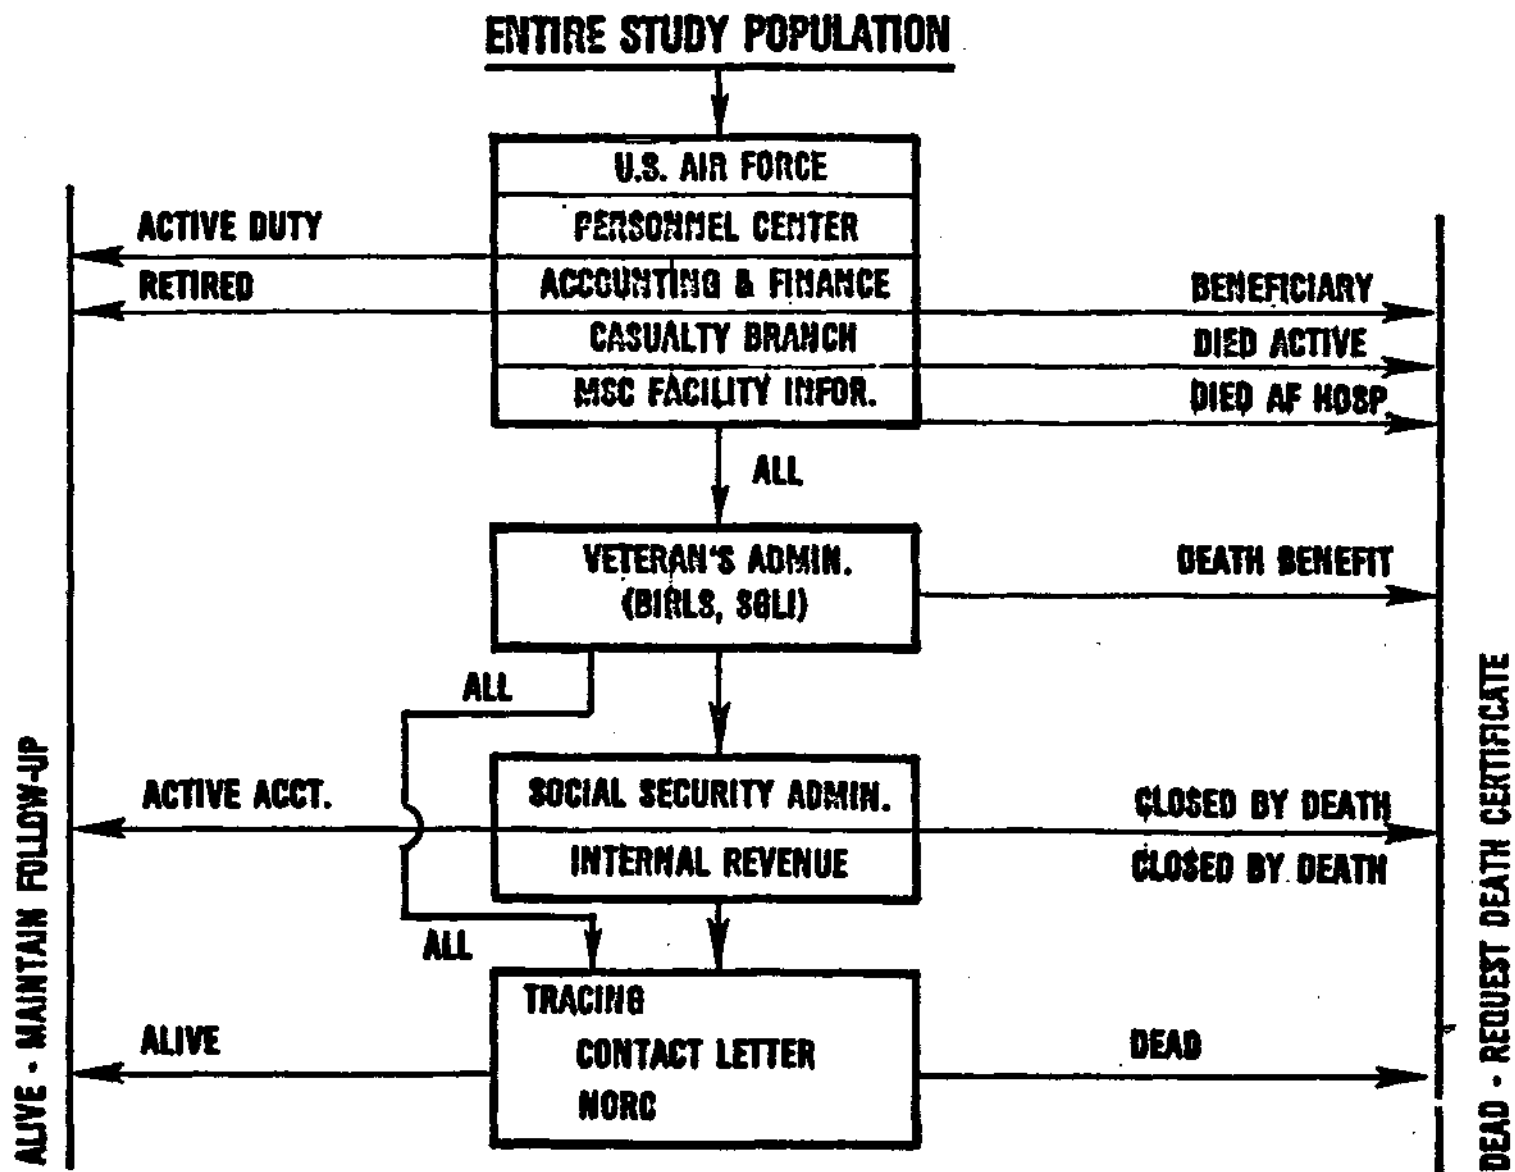 ENTIRE STUDY POPULATION
U.S. AIR FORCE
ACTIVE DUTY
PERSONNEL CENTER
RETIRED
ACCOUNTING & FINANCE
BENEFICIARY
CASUALTY BRANCH
DIED ACTIVE
MSC FACILITY INFOR.
DIED AF HOSP
ALL
VETERAN'S ADMIN.
(BIRLS, SGLI)
DEATH BENEFIT
ALL
ACTIVE ACCT.
SOCIAL SECURITY ADMIN.
CLOSED BY DEATH
INTERNAL REVENUE
CLOSED BY DEATH
ALL
TRACING
CONTACT LETTER
NORC
ALIVE
DEAD
ALIVE - MAINTAIN FOLLOW-UP
DEAD - REQUEST DEATH CERTIFICATE